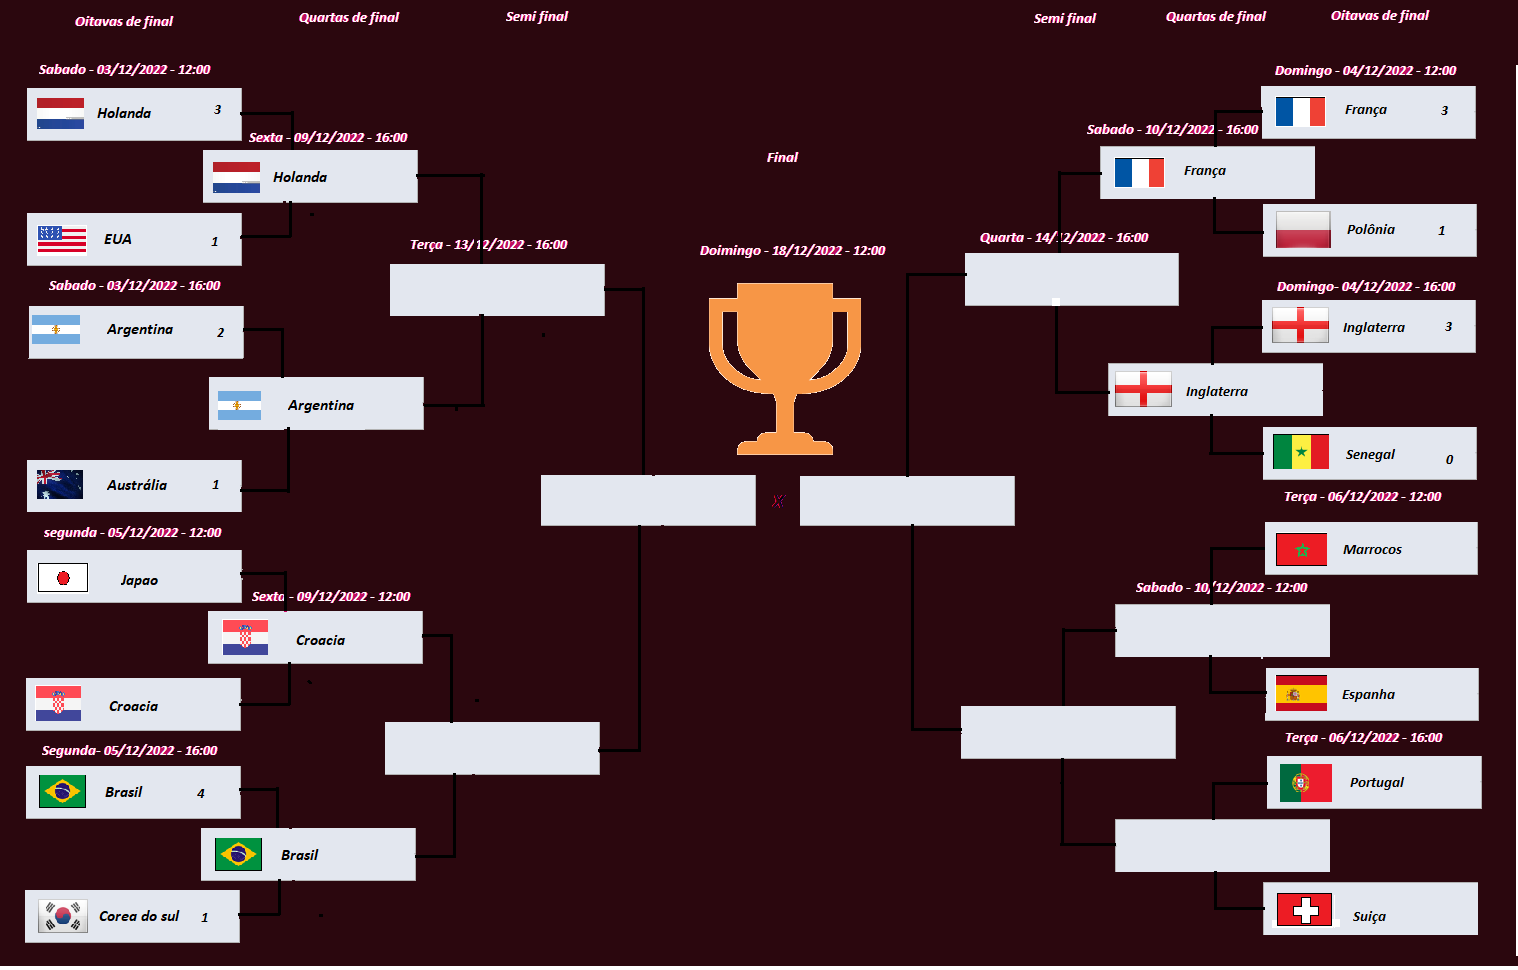 Oitavas de final
Quartas de final
Semi final
Semi final
Quartas de final
Oitavas de final
Sabado - 03/12/2022 - 12:00
Holanda 3
Sexta - 09/12/2022 - 16:00
Holanda
EUA 1
Terça - 13/12/2022 - 16:00
Sabado - 03/12/2022 - 16:00
Argentina 2
Argentina
Austrália 1
segunda - 05/12/2022 - 12:00
Japao
Sexta - 09/12/2022 - 12:00
Croacia
Croacia
Segunda- 05/12/2022 - 16:00
Brasil 4
Brasil
Corea do sul 1
Final
Doimingo - 18/12/2022 - 12:00
X
Domingo - 04/12/2022 - 12:00
França 3
Sabado - 10/12/2022 - 16:00
França
Polônia 1
Quarta - 14/12/2022 - 16:00
Domingo- 04/12/2022 - 16:00
Inglaterra 3
Inglaterra
Senegal 0
Terça - 06/12/2022 - 12:00
Marrocos
Sabado - 10/12/2022 - 12:00
Espanha
Terça - 06/12/2022 - 16:00
Portugal
Suiça